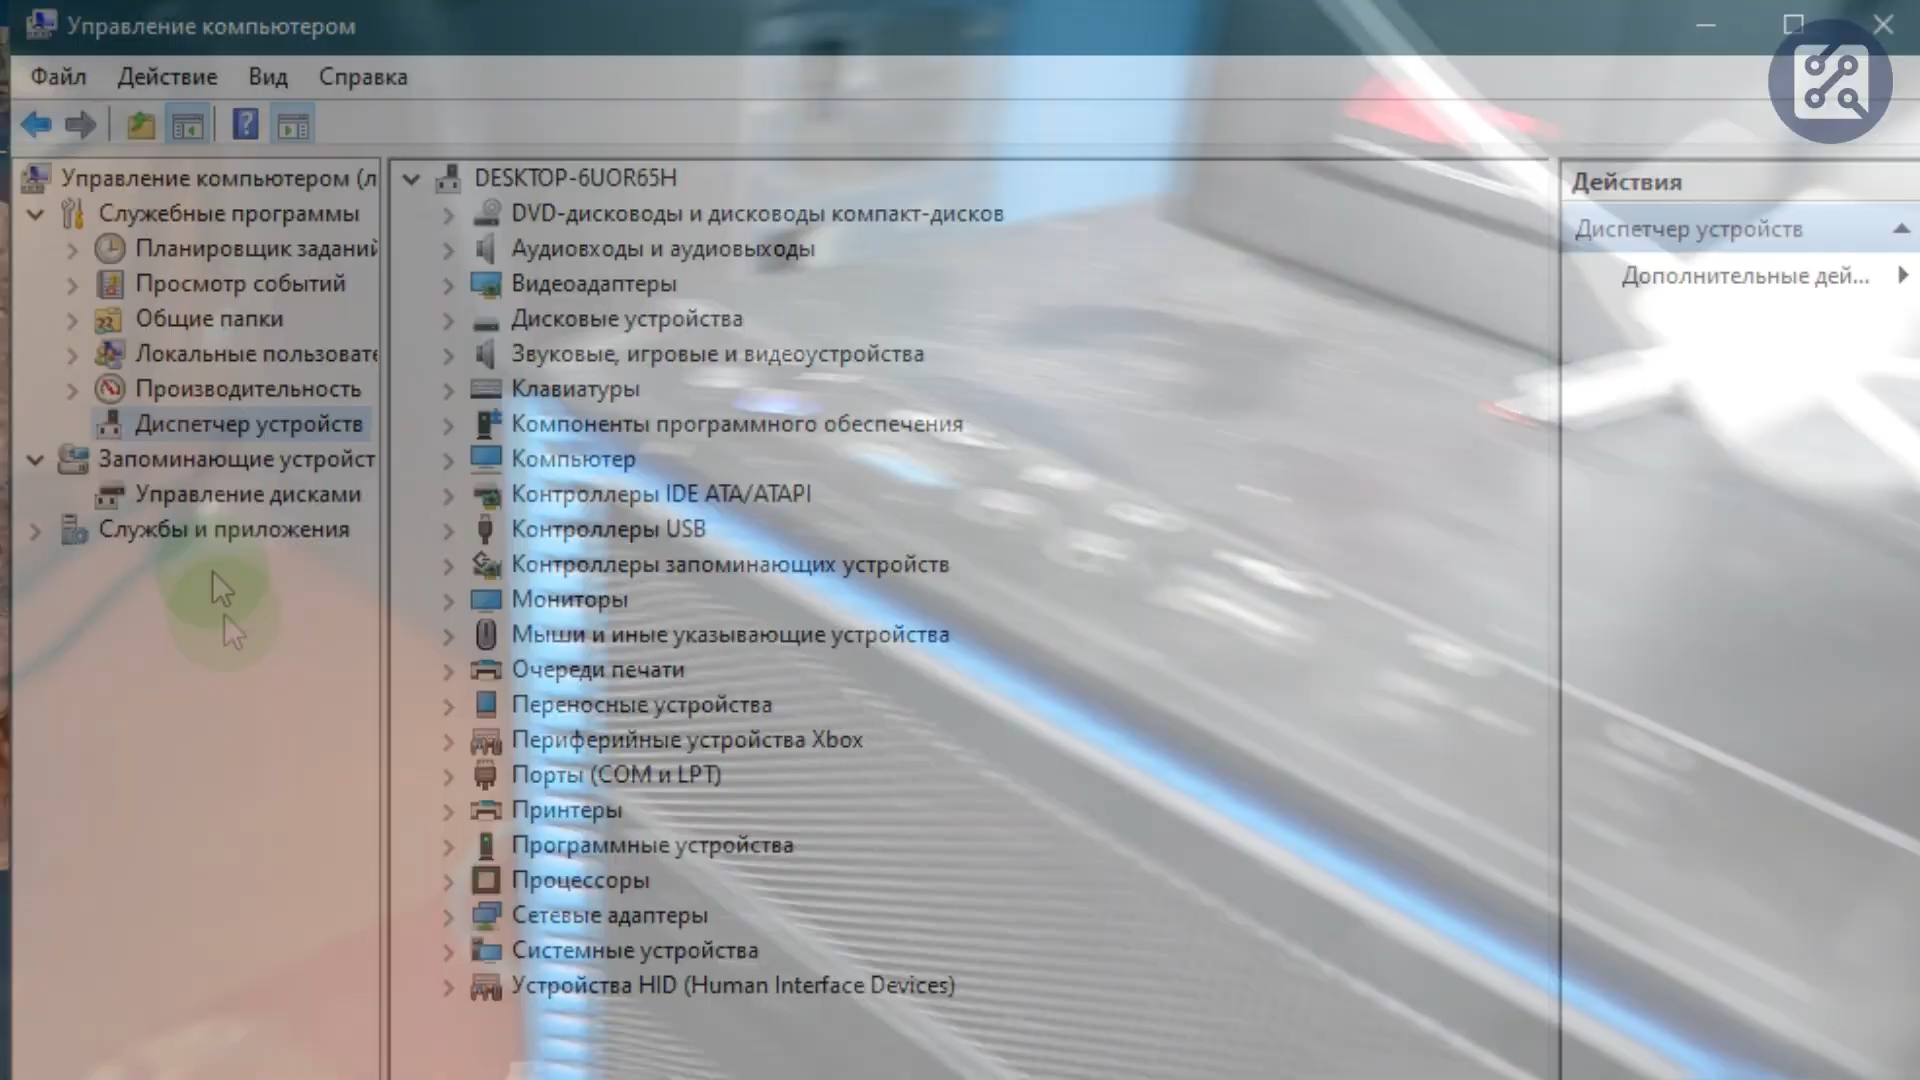 Управление компьютером
Файл Действие Вид Справка
Управление компьютером (л
Служебные программы
Планировщик заданий
Просмотр событий
Общие папки
Локальные пользовате
Производительность
Диспетчер устройств
Запоминающие устройст
Управление дисками
Службы и приложения
DESKTOP-6UOR65H
DVD-дисководы и дисководы компакт-дисков
Аудиовходы и аудиовыходы
Видеоадаптеры
Дисковые устройства
Звуковые, игровые и видеоустройства
Клавиатуры
Компоненты программного обеспечения
Компьютер
Контроллеры IDE ATA/ATAPI
Контроллеры USB
Контроллеры запоминающих устройств
Мониторы
Мыши и иные указывающие устройства
Очереди печати
Переносные устройства
Периферийные устройства Xbox
Порты (COM и LPT)
Принтеры
Программные устройства
Процессоры
Сетевые адаптеры
Системные устройства
Устройства HID (Human Interface Devices)
Действия
Диспетчер устройств
Дополнительные дей...